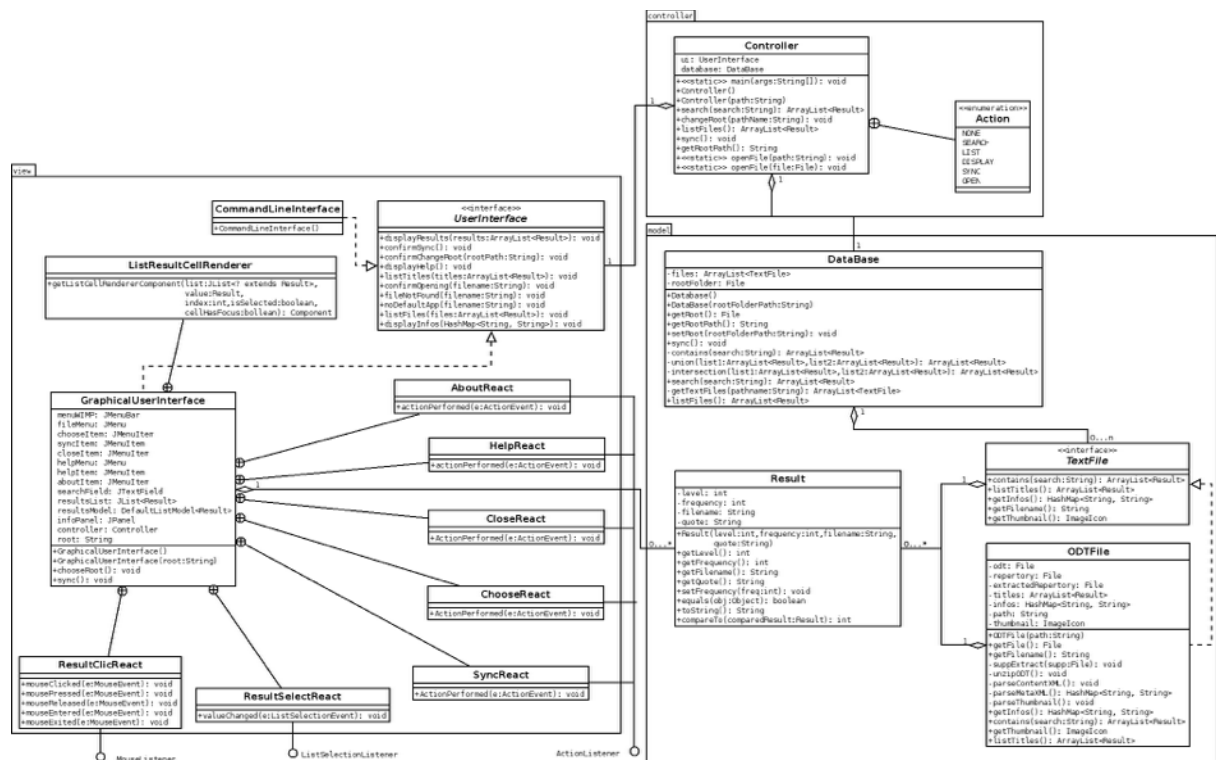 controller
Controller
ui: UserInterface
database: DataBase
+<<static>> main(args:String[]): void
+Controller()
+Controller(path:String)
+search(search:String): ArrayList<Result>
+changeRoot(pathName:String): void
+listFiles(): ArrayList<Result>
+sync(): void
+getRootPath(): String
+<<static>> openFile(path:String): void
+<<static>> openFile(file:File): void
1
1
<<enumeration>>
Action
NONE
SEARCH
LIST
DISPLAY
SYNC
OPEN
view
CommandLineInterface
+CommandLineInterface()
<<interface>>
UserInterface
+displayResults(results:ArrayList<Result>): void
+confirmSync(): void
+confirmChangeRoot(rootPath:String): void
+displayHelp(): void
+listTitles(titles:ArrayList<Result>): void
+confirmOpening(filename:String): void
+fileNotFound(filename:String): void
+noDefaultApp(filename:String): void
+listFiles(files:ArrayList<Result>): void
+displayInfos(HashMap<String, String>): void
1
ListResultCellRenderer
+getListCellRendererComponent(list:JList<? extends Result>,
value:Result,
index:int,isSelected:boolean,
cellHasFocus:bollean): Component
GraphicalUserInterface
menuWIMP: JMenuBar
fileMenu: JMenu
chooseItem: JMenuItem
syncItem: JMenuItem
closeItem: JMenuItem
helpMenu: JMenu
helpItem: JMenuItem
aboutItem: JMenuItem
searchField: JTextField
resultsList: JList<Result>
resultsModel: DefaultListModel<Result>
infoPanel: JPanel
controller: Controller
root: String
+GraphicalUserInterface()
+GraphicalUserInterface(root:String)
+chooseRoot(): void
+sync(): void
1
AboutReact
+actionPerformed(e:ActionEvent): void
HelpReact
+actionPerformed(e:ActionEvent): void
CloseReact
+ActionPerformed(e:ActionEvent): void
ChooseReact
+ActionPerformed(e:ActionEvent): void
SyncReact
+ActionPerformed(e:ActionEvent): void
ResultClicReact
+mouseClicked(e:MouseEvent): void
+mousePressed(e:MouseEvent): void
+mouseReleased(e:MouseEvent): void
+mouseEntered(e:MouseEvent): void
+mouseExited(e:MouseEvent): void
ResultSelectReact
+valueChanged(e:ListSelectionEvent): void
MouseListener
ListSelectionListener
ActionListener
model
1
DataBase
-files: ArrayList<TextFile>
-rootFolder: File
+Database()
+DataBase(rootFolderPath:String)
+getRoot(): File
+getRootPath(): String
+setRoot(rootFolderPath:String): void
+sync(): void
-contains(search:String): ArrayList<Result>
-union(list1:ArrayList<Result>,list2:ArrayList<Result>): ArrayList<Result>
-intersection(list1:ArrayList<Result>,list2:ArrayList<Result>): ArrayList<Result>
+search(search:String): ArrayList<Result>
-getTextFiles(pathname:String): ArrayList<TextFile>
+listFiles(): ArrayList<Result>
1
0...n
<<interface>>
TextFile
+contains(search:String): ArrayList<Result>
+listTitles(): ArrayList<Result>
+getInfos(): HashMap<String, String>
+getFilename(): String
+getThumbnail(): ImageIcon
1
Result
-level: int
-frequency: int
-filename: String
-quote: String
+Result(level:int,frequency:int,filename:String,
quote:String)
+getLevel(): int
+getFrequency(): int
+getFilename(): String
+getQuote(): String
+setFrequency(freq:int): void
+equals(obj:Object): boolean
+toString(): String
+compareTo(comparedResult:Result): int
0...*
0...*
ODTFile
-odt: File
-repertory: File
-extractedRepertory: File
-titles: ArrayList<Result>
-infos: HashMap<String, String>
-path: String
-thumbnail: ImageIcon
+ODTFile(path:String)
+getFile(): File
+getFilename(): String
-suppExtract(supp:File): void
-unzipODT(): void
-parseContentXML(): void
-parseMetaXML(): HashMap<String, String>
-parseThumbnail(): void
+getInfos(): HashMap<String, String>
+contains(search:String): ArrayList<Result>
+getThumbnail(): ImageIcon
+listTitles(): ArrayList<Result>
1